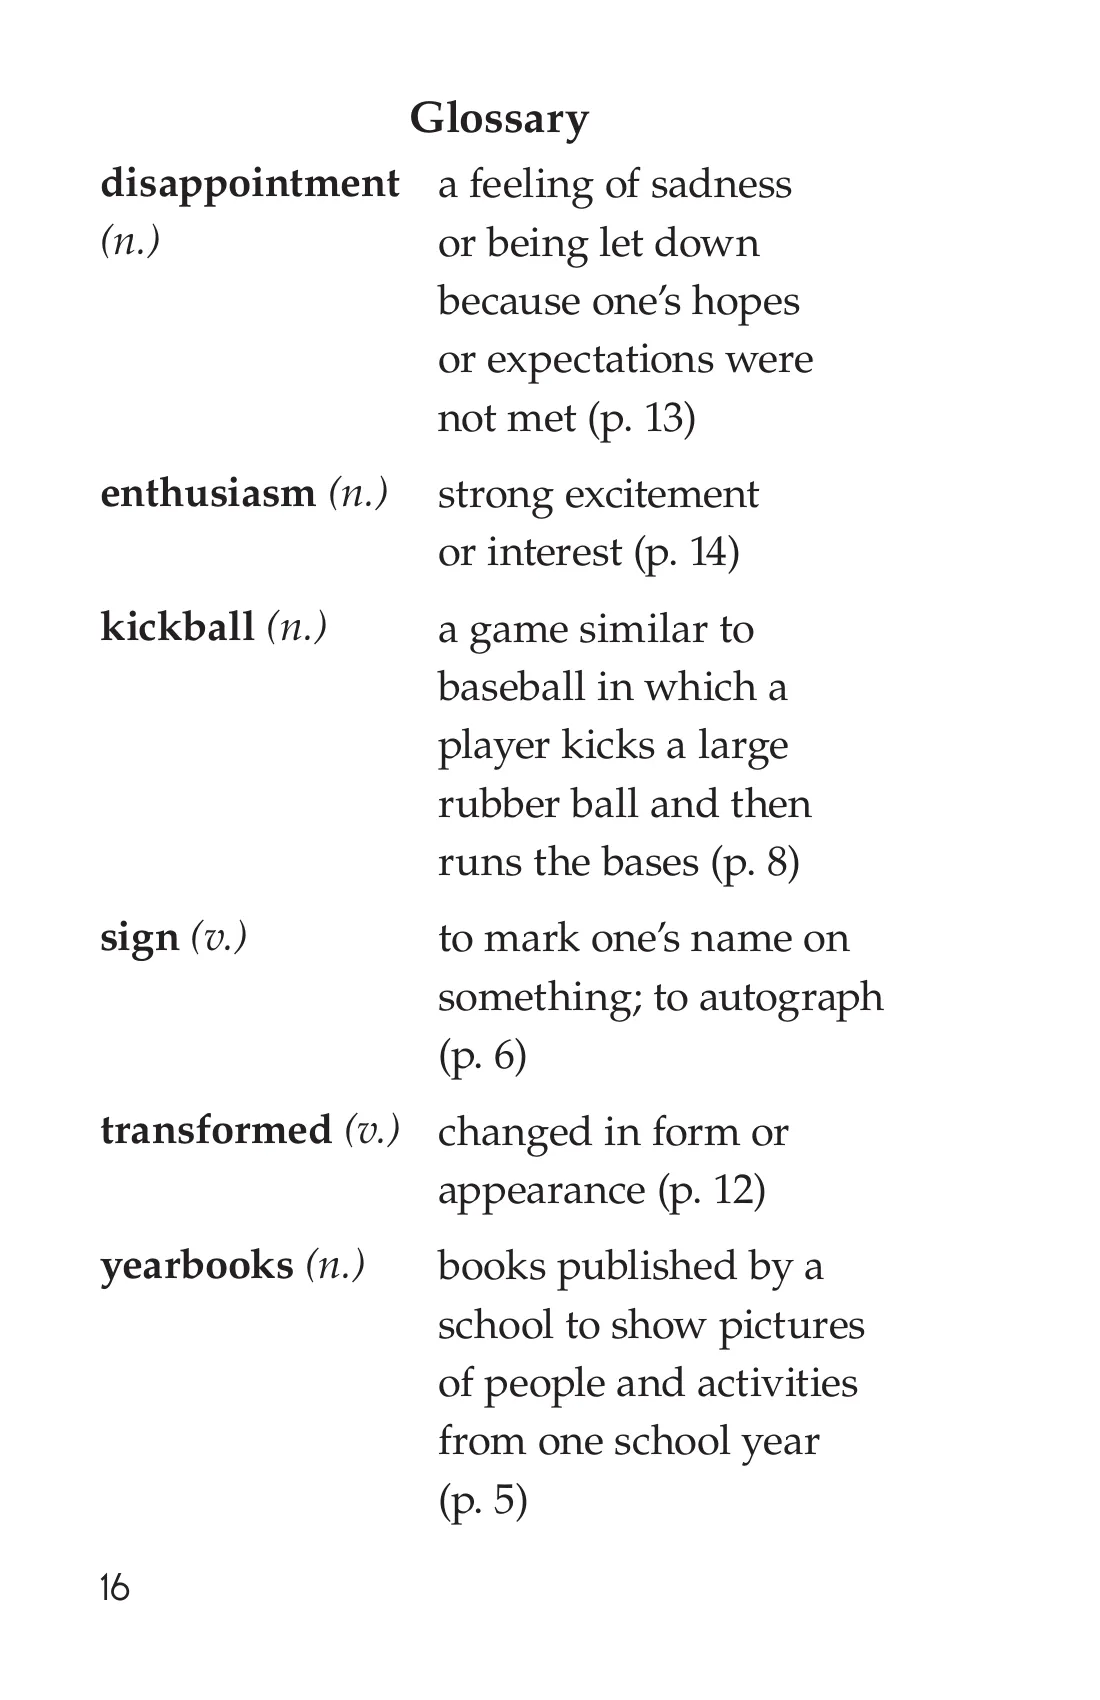 Glossary
disappointment a feeling of sadness
(n.) or being let down
because one’s hopes
or expectations were
not met (p. 13)
enthusiasm (n.) strong excitement
or interest (p. 14)
kickball (n.) a game similar to
baseball in which a
player kicks a large
rubber ball and then
runs the bases (p. 8)
sign (v.) to mark one’s name on
something; to autograph
(p. 6)
transformed (v.) changed in form or
appearance (p. 12)
yearbooks (n.) books published by a
school to show pictures
of people and activities
from one school year
(p. 5)
16